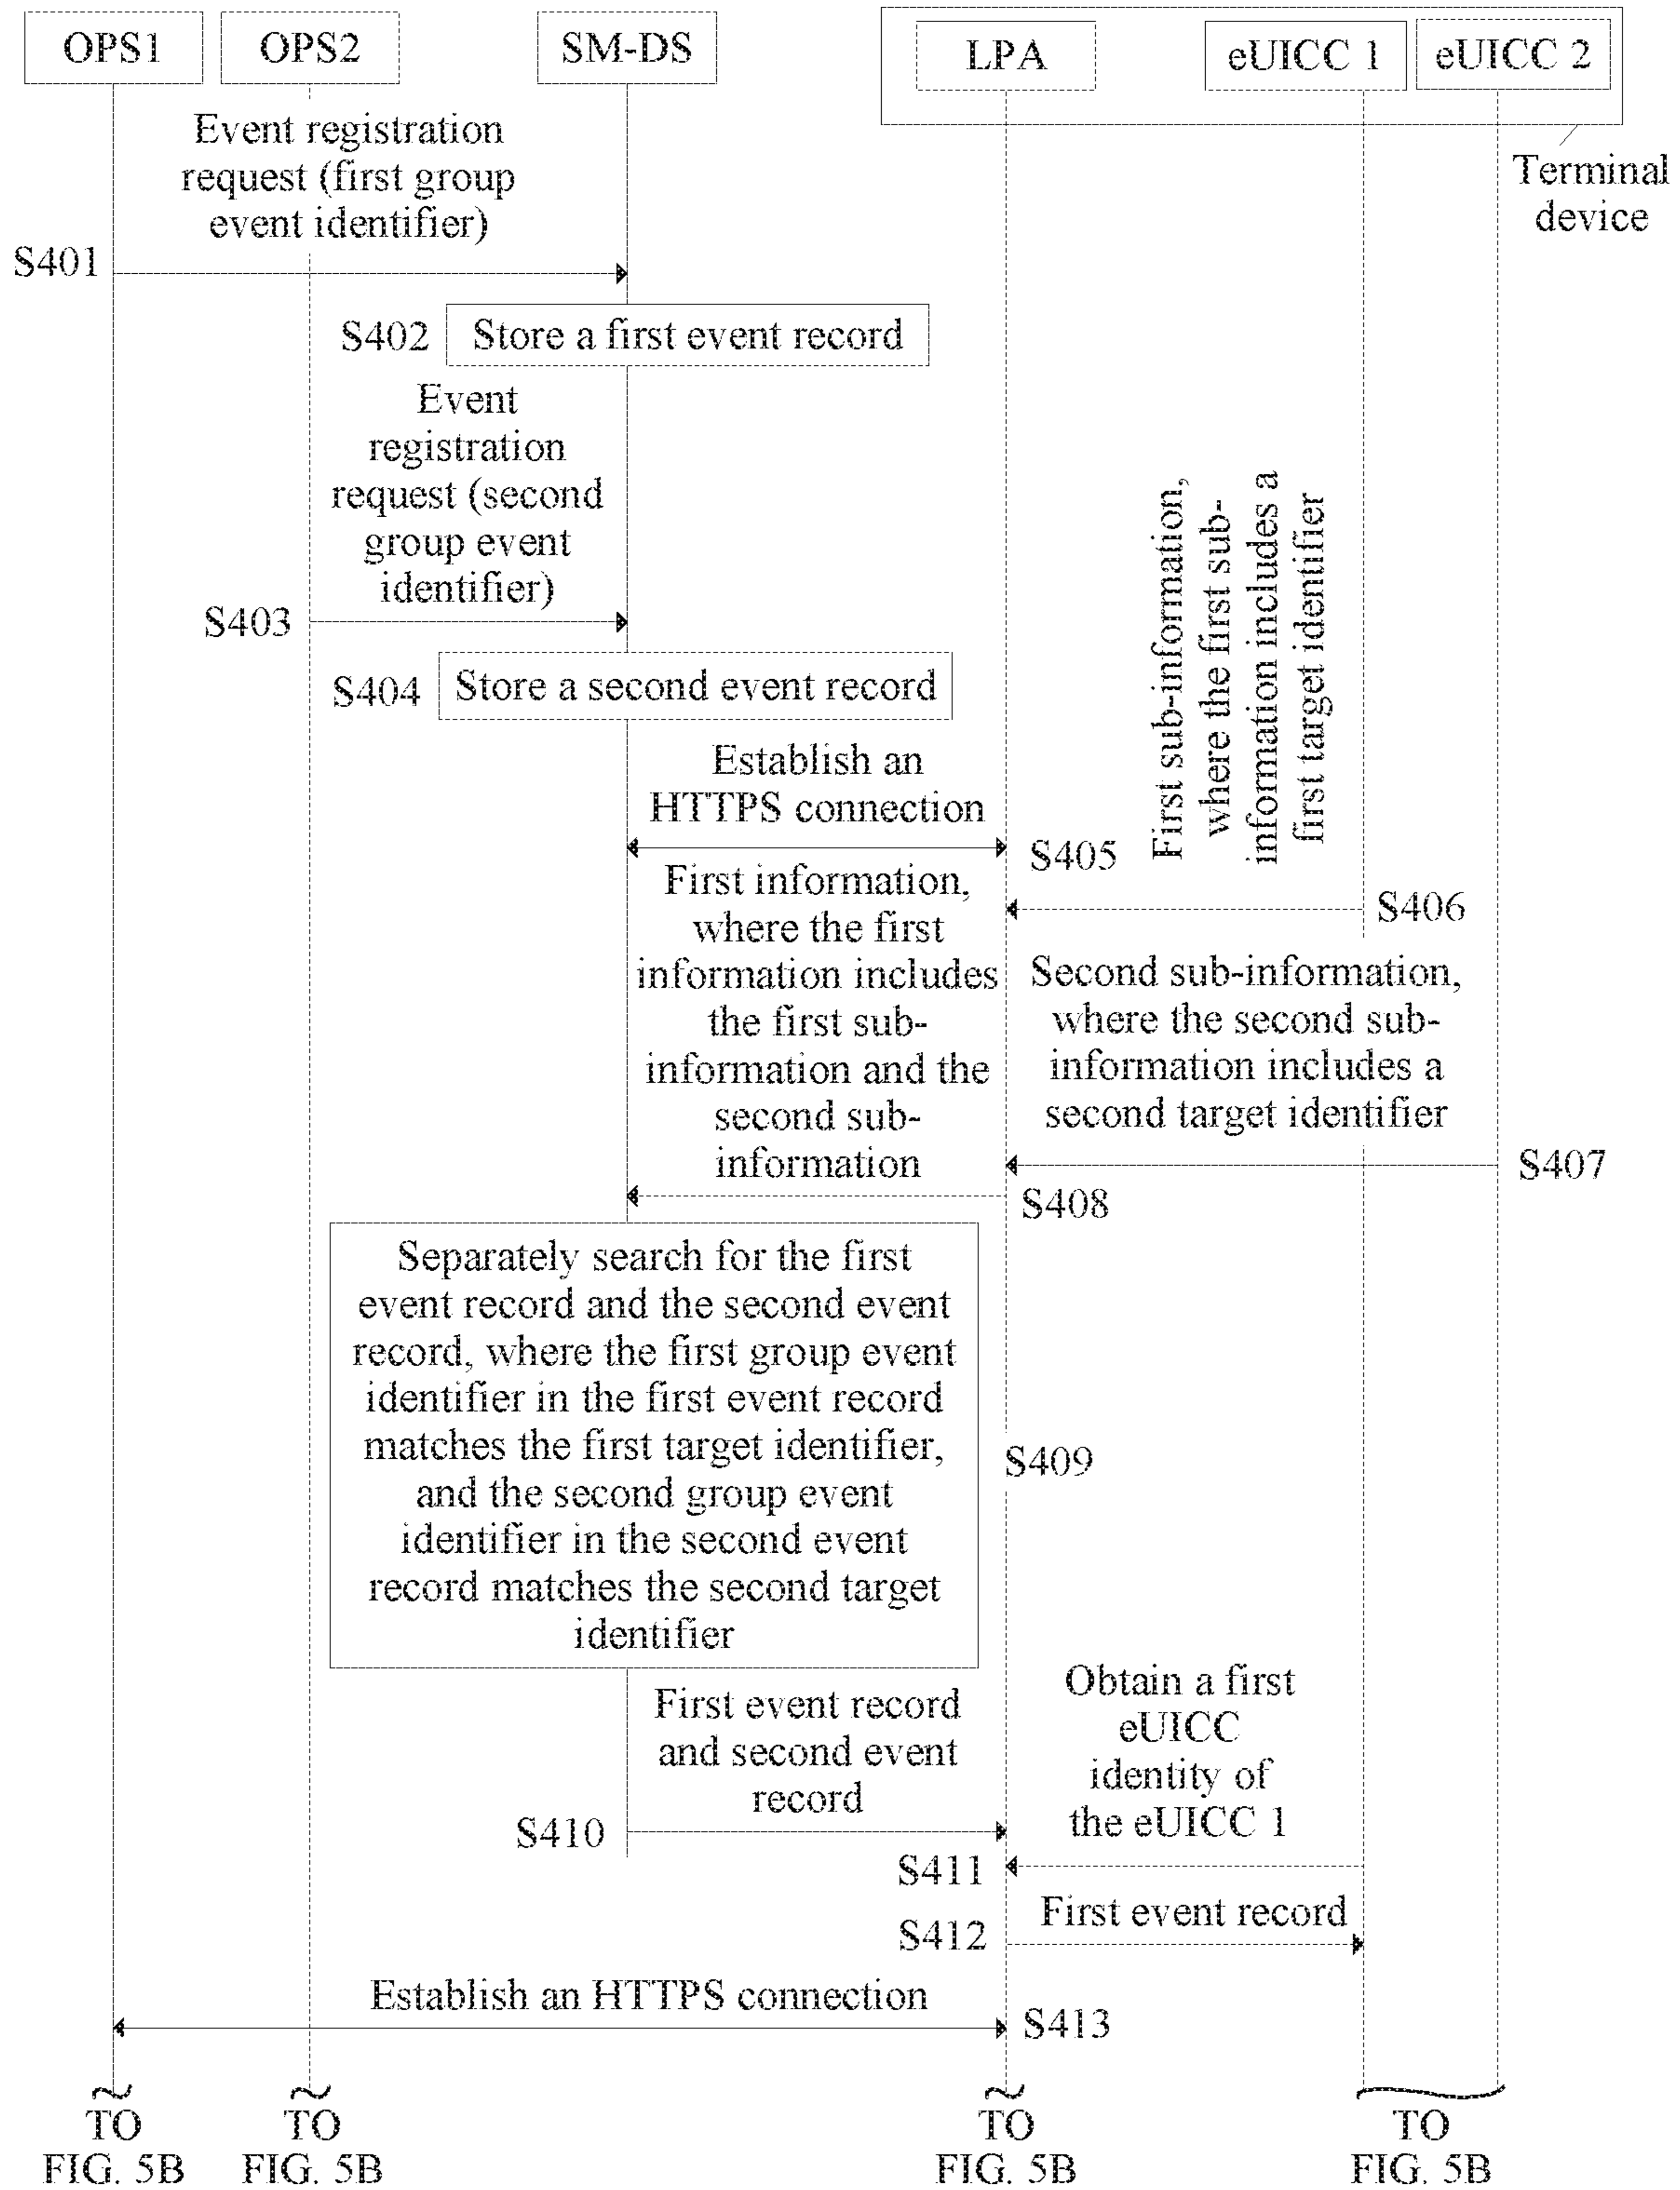 OPS1
OPS2
SM-DS
LPA
eUICC 1
eUICC 2
Terminal
device
Event registration
request (first group
event identifier)
S401
S402
Store a first event record
Event
registration
request (second
group event
identifier)
S403
S404
Store a second event record
Establish an
HTTPS connection
S405
First sub-information,
where the first sub-
information includes a
first target identifier
S406
First information,
where the first
information includes
the first sub-
information and the
second sub-
information
Second sub-information,
where the second sub-
information includes a
second target identifier
S407
S408
Separately search for the first
event record and the second event
record, where the first group event
identifier in the first event record
matches the first target identifier,
and the second group event
identifier in the second event
record matches the second target
identifier
S409
First event record
and second event
record
S410
Obtain a first
eUICC
identity of
the eUICC 1
S411
First event record
S412
Establish an HTTPS connection
S413
TO
FIG. 5B
TO
FIG. 5B
TO
FIG. 5B
TO
FIG. 5B